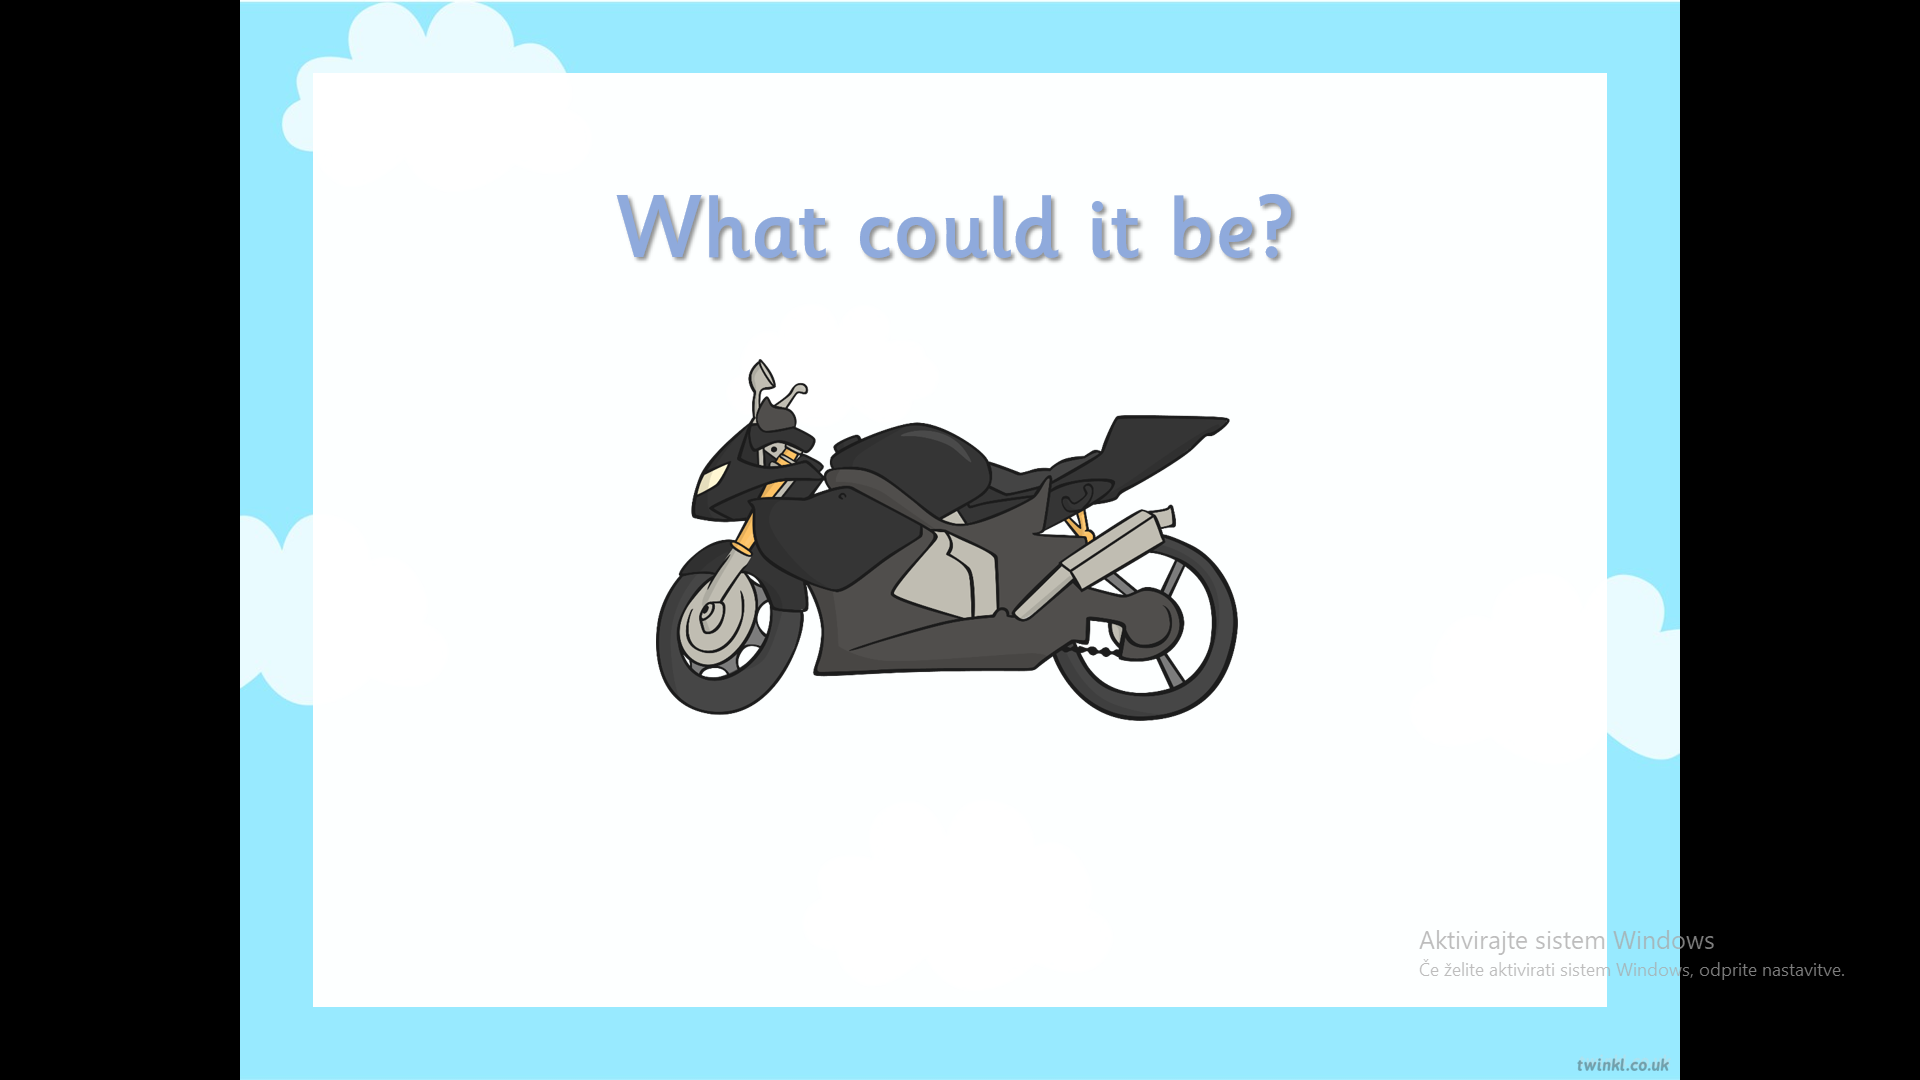 What could it be?
Aktivirajte sistem Windows
Če želite aktivirati sistem Windows, odprite nastavitve.
twinkl.co.uk